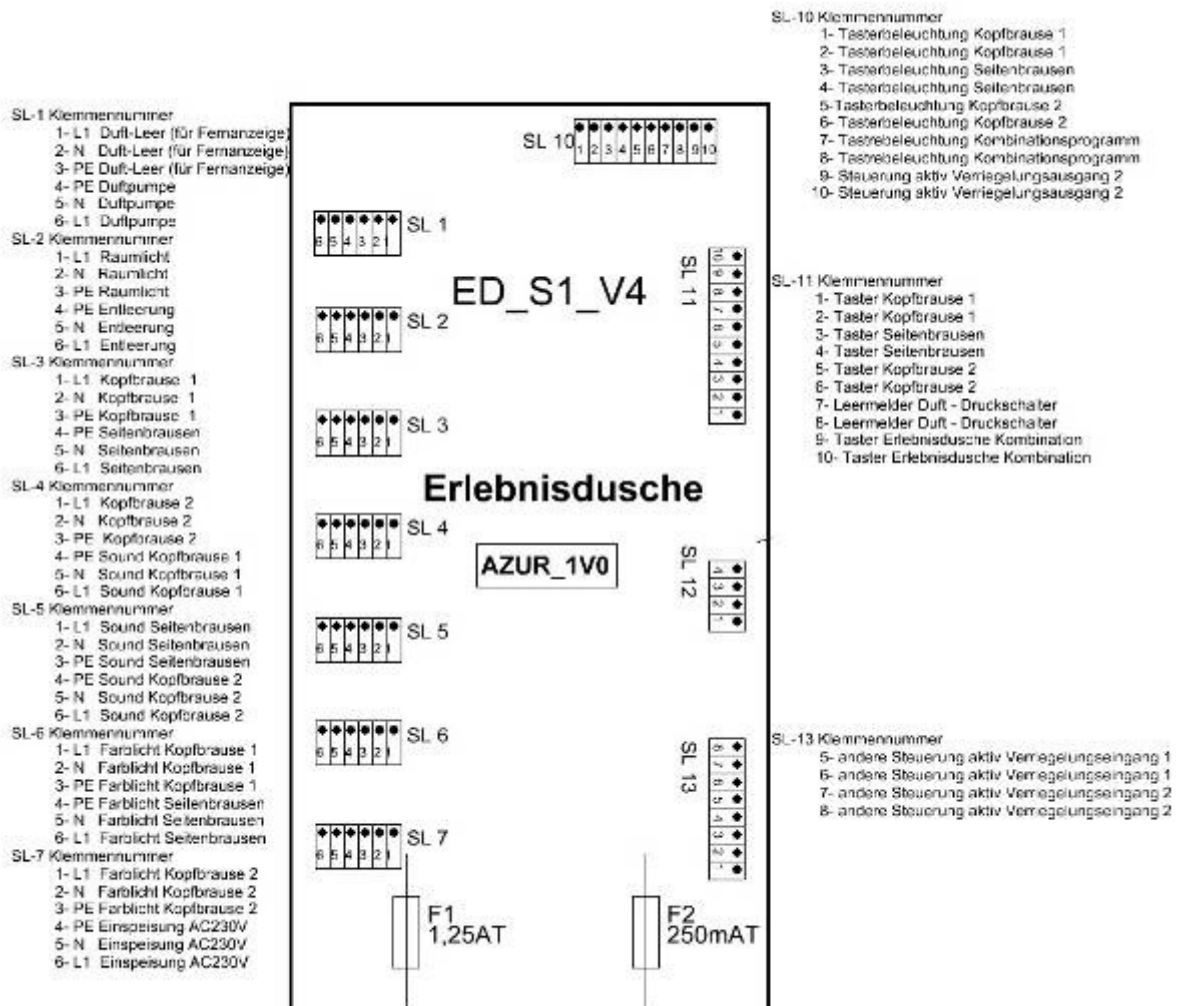 SL-1 Klemmennummer
1- L1 Duft-Leer (für Fernanzeige)
2- N Duft-Leer (für Fernanzeige)
3- PE Duft-Leer (für Fernanzeige)
4- PE Duftpumpe
5- N Duftpumpe
6- L1 Duftpumpe
SL-2 Klemmennummer
1- L1 Raumlicht
2- N Raumlicht
3- PE Raumlicht
4- PE Entleerung
5- N Entleerung
6- L1 Entleerung
SL-3 Klemmennummer
1- L1 Kopfbrause 1
2- N Kopfbrause 1
3- PE Kopfbrause 1
4- PE Seitenbrausen
5- N Seitenbrausen
6- L1 Seitenbrausen
SL-4 Klemmennummer
1- L1 Kopfbrause 2
2- N Kopfbrause 2
3- PE Kopfbrause 2
4- PE Sound Kopfbrause 1
5- N Sound Kopfbrause 1
6- L1 Sound Kopfbrause 1
SL-5 Klemmennummer
1- L1 Sound Seitenbrausen
2- N Sound Seitenbrausen
3- PE Sound Seitenbrausen
4- PE Sound Kopfbrause 2
5- N Sound Kopfbrause 2
6- L1 Sound Kopfbrause 2
SL-6 Klemmennummer
1- L1 Farblicht Kopfbrause 1
2- N Farblicht Kopfbrause 1
3- PE Farblicht Kopfbrause 1
4- PE Farblicht Seitenbrausen
5- N Farblicht Seitenbrausen
6- L1 Farblicht Seitenbrausen
SL-7 Klemmennummer
1- L1 Farblicht Kopfbrause 2
2- N Farblicht Kopfbrause 2
3- PE Farblicht Kopfbrause 2
4- PE Einspeisung AC230V
5- N Einspeisung AC230V
6- L1 Einspeisung AC230V
SL 10
1 2 3 4 5 6 7 8 9 10
6 5 4 3 2 1
SL 1
ED_S1_V4
6 5 4 3 2 1
SL 2
6 5 4 3 2 1
SL 3
Erlebnisdusche
6 5 4 3 2 1
SL 4
AZUR_1V0
6 5 4 3 2 1
SL 5
6 5 4 3 2 1
SL 6
6 5 4 3 2 1
SL 7
F1
1,25AT
F2
250mAT
SL 11
10 9 8 7 6 5 4 3 2 1
SL 12
4 3 2 1
SL 13
8 7 6 5 4 3 2 1
SL-10 Klemmennummer
1- Tasterbeleuchtung Kopfbrause 1
2- Tasterbeleuchtung Kopfbrause 1
3- Tasterbeleuchtung Seitenbrausen
4- Tasterbeleuchtung Seitenbrausen
5-Tasterbeleuchtung Kopfbrause 2
6- Tasterbeleuchtung Kopfbrause 2
7- Tastrebeleuchtung Kombinationsprogramm
8- Tastrebeleuchtung Kombinationsprogramm
9- Steuerung aktiv Verriegelungsausgang 2
10- Steuerung aktiv Verriegelungsausgang 2
SL-11 Klemmennummer
1- Taster Kopfbrause 1
2- Taster Kopfbrause 1
3- Taster Seitenbrausen
4- Taster Seitenbrausen
5- Taster Kopfbrause 2
6- Taster Kopfbrause 2
7- Leermelder Duft - Druckschalter
8- Leermelder Duft - Druckschalter
9- Taster Erlebnisdusche Kombination
10- Taster Erlebnisdusche Kombination
SL-13 Klemmennummer
5- andere Steuerung aktiv Verriegelungseingang 1
6- andere Steuerung aktiv Verriegelungseingang 1
7- andere Steuerung aktiv Verriegelungseingang 2
8- andere Steuerung aktiv Verriegelungseingang 2